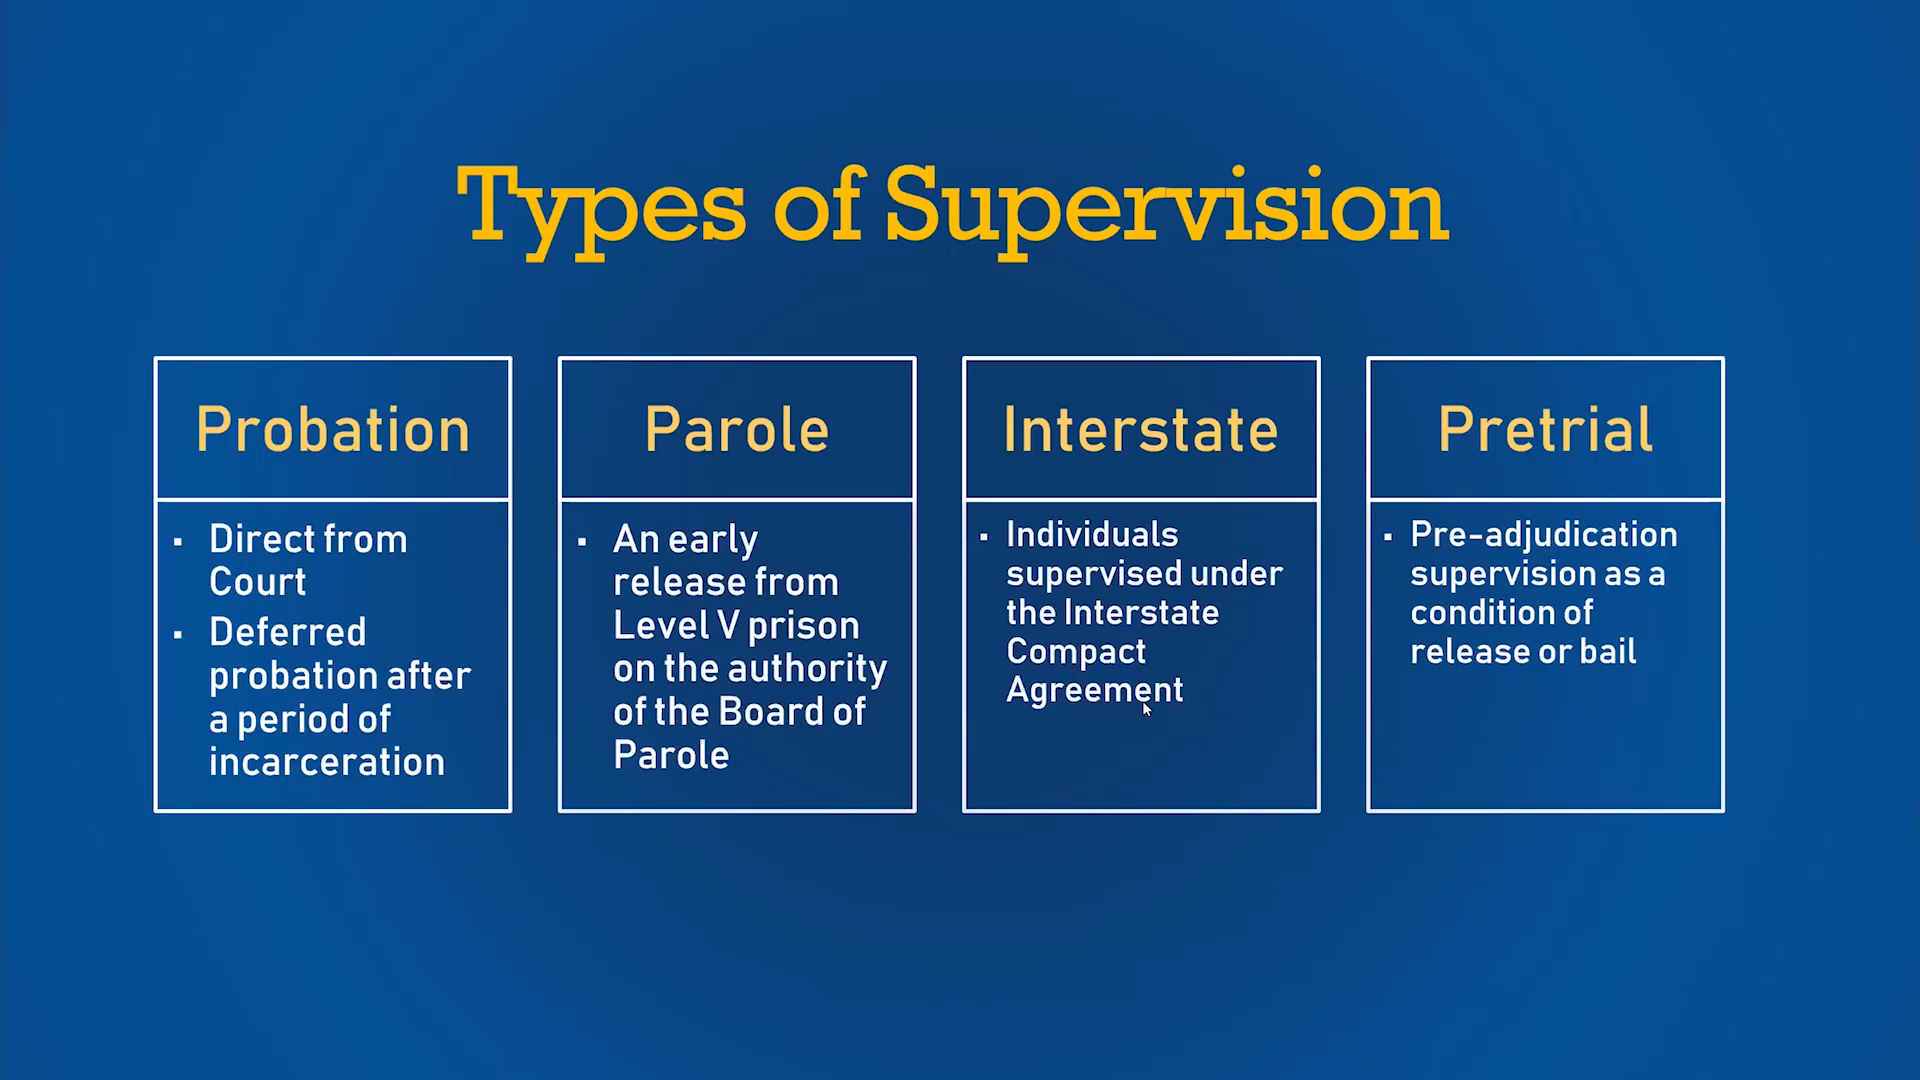 Types of Supervision
Probation
▪ Direct from
Court
▪ Deferred
probation after
a period of
incarceration
Parole
▪ An early
release from
Level V prison
on the authority
of the Board of
Parole
Interstate
▪ Individuals
supervised under
the Interstate
Compact
Agreement
Pretrial
▪ Pre-adjudication
supervision as a
condition of
release or bail